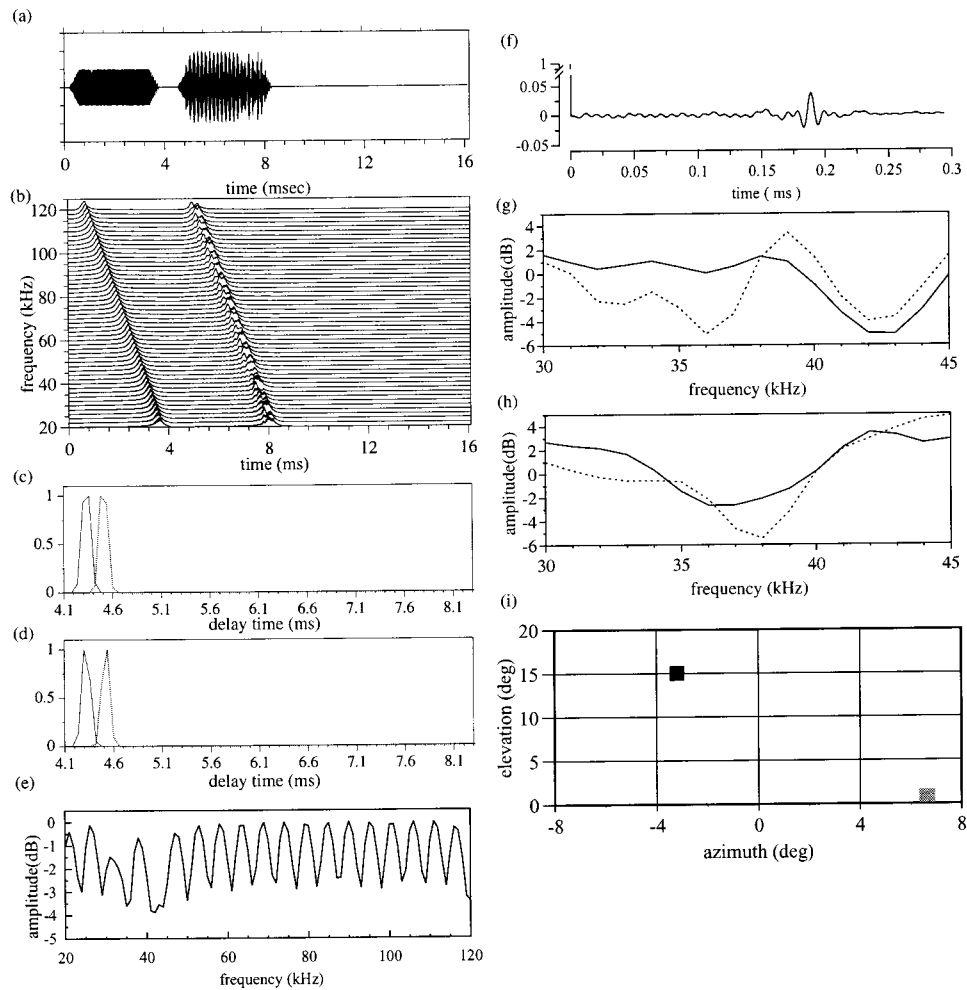 (a)
0 4 8 12 16
time (msec)
(b)
120
100
80
60
40
20
frequency (kHz)
0 4 8 12 16
time (ms)
(c)
1
0.5
0
4.1 4.6 5.1 5.6 6.1 6.6 7.1 7.6 8.1
delay time (ms)
(d)
1
0.5
0
4.1 4.6 5.1 5.6 6.1 6.6 7.1 7.6 8.1
delay time (ms)
(e)
0
-1
-2
-3
-4
-5
amplitude(dB)
20 40 60 80 100 120
frequency (kHz)
(f)
1
0.05
0
-0.05
0 0.05 0.1 0.15 0.2 0.25 0.3
time ( ms )
(g)
4
2
0
-2
-4
-6
amplitude(dB)
30 35 40 45
frequency (kHz)
(h)
4
2
0
-2
-4
-6
amplitude(dB)
30 35 40 45
frequency (kHz)
(i)
20
15
10
5
0
elevation (deg)
-8 -4 0 4 8
azimuth (deg)